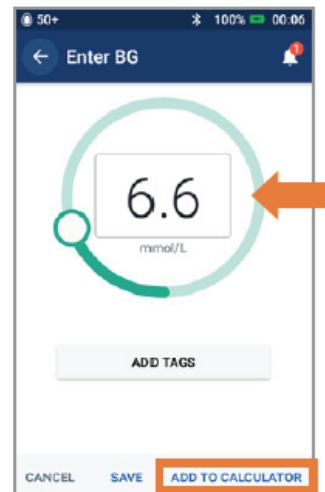 50+ 100% 00:06
Enter BG
1
6.6
mmol/L
ADD TAGS
CANCEL SAVE ADD TO CALCULATOR